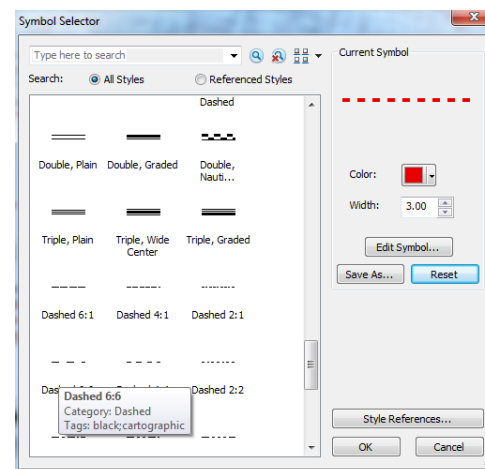 Symbol Selector
Type here to search
Search: All Styles Referenced Styles
Dashed
Double, Plain Double, Graded Double, Nauti...
Triple, Plain Triple, Wide Center Triple, Graded
Dashed 6:1 Dashed 4:1 Dashed 2:1
Dashed 2:2
Dashed 6:6
Category: Dashed
Tags: black;cartographic
Current Symbol
Color:
Width: 3.00
Edit Symbol...
Save As... Reset
Style References...
OK Cancel